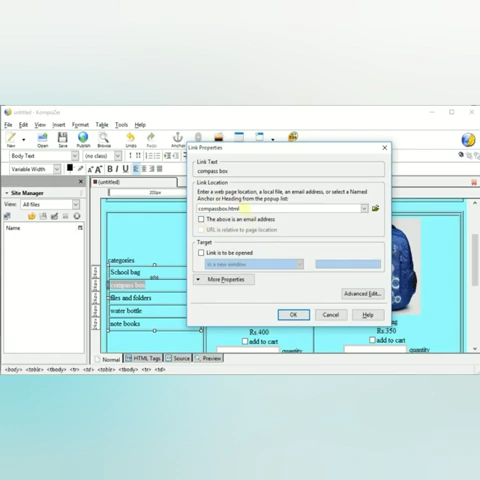 untitled - KompoZer
File Edit View Insert Format Table Tools Help
New Open Save Publish Browse Undo Redo Anchor
Body Text (no class)
Variable Width
Site Manager
View: All files
Name
(untitled)
categories
School bag
compass box
files and folders
water bottle
note books
Link Properties
Link Text
compass box
Link Location
Enter a web page location, a local file, an email address, or select a Named
Anchor or Heading from the popup list:
compassbox.html
The above is an email address
URL is relative to page location
Target
Link is to be opened
in a new window
More Properties
Advanced Edit...
OK Cancel Help
Rs.400
add to cart
quantity
Rs.350
add to cart
quantity
Normal HTML Tags Source Preview
<body> <table> <tbody> <tr> <td> <table> <tbody> <tr> <td>